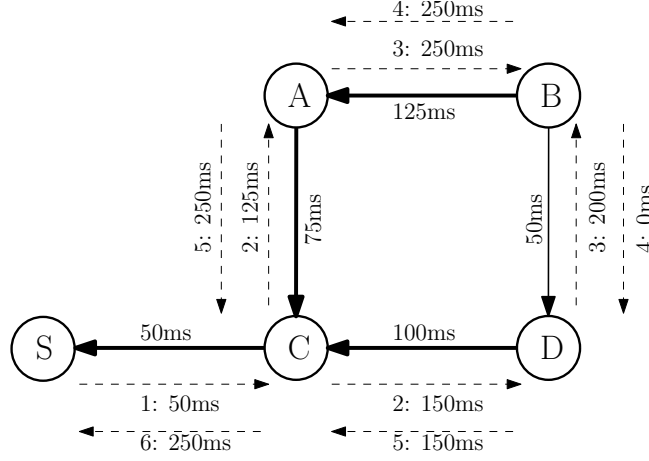 4: 250ms
3: 250ms
A
B
125ms
5: 250ms
2: 125ms
75ms
50ms
3: 200ms
4: 0ms
S
50ms
C
100ms
D
1: 50ms
2: 150ms
6: 250ms
5: 150ms